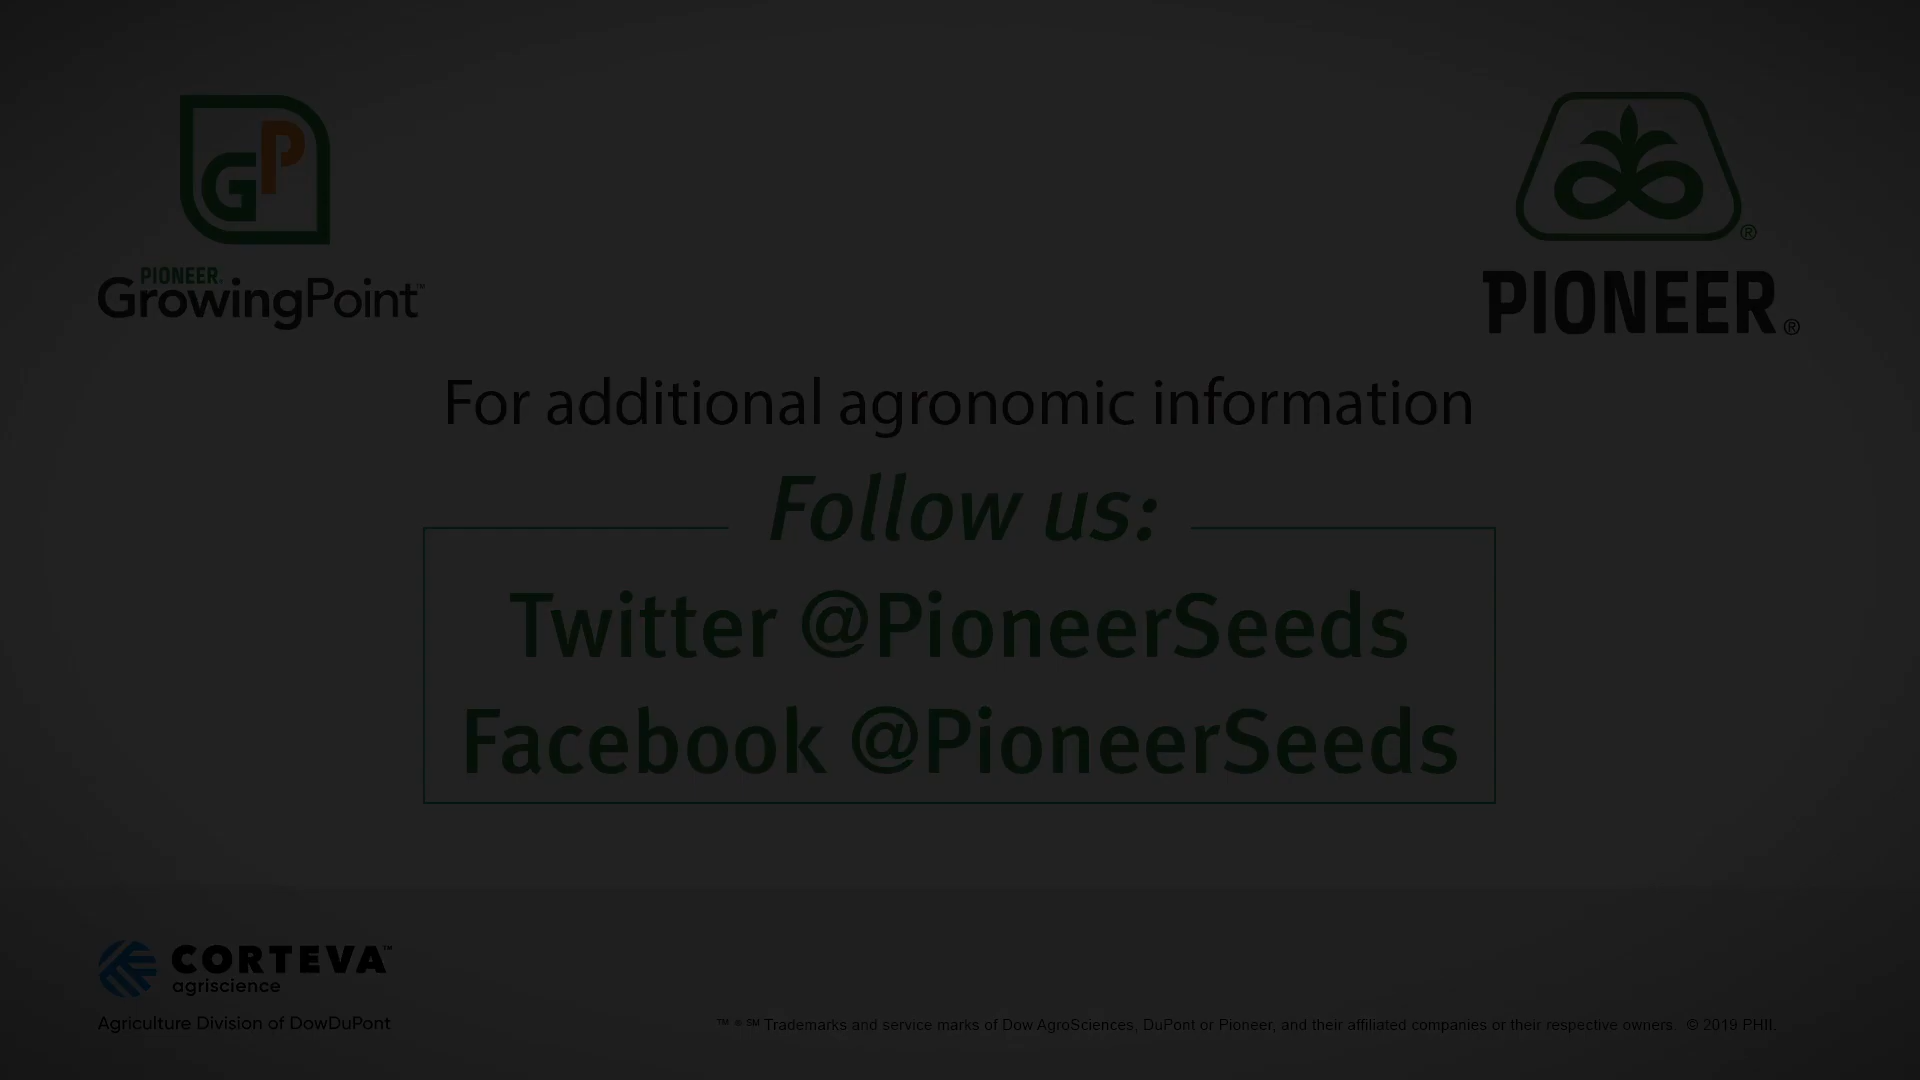 GP
PIONEER®
GrowingPoint™
®
PIONEER®
For additional agronomic information
Follow us:
Twitter @PioneerSeeds
Facebook @PioneerSeeds
CORTEVA™
agriscience
Agriculture Division of DowDuPont
™ ® ℠ Trademarks and service marks of Dow AgroSciences, DuPont or Pioneer, and their affiliated companies or their respective owners. © 2019 PHII.